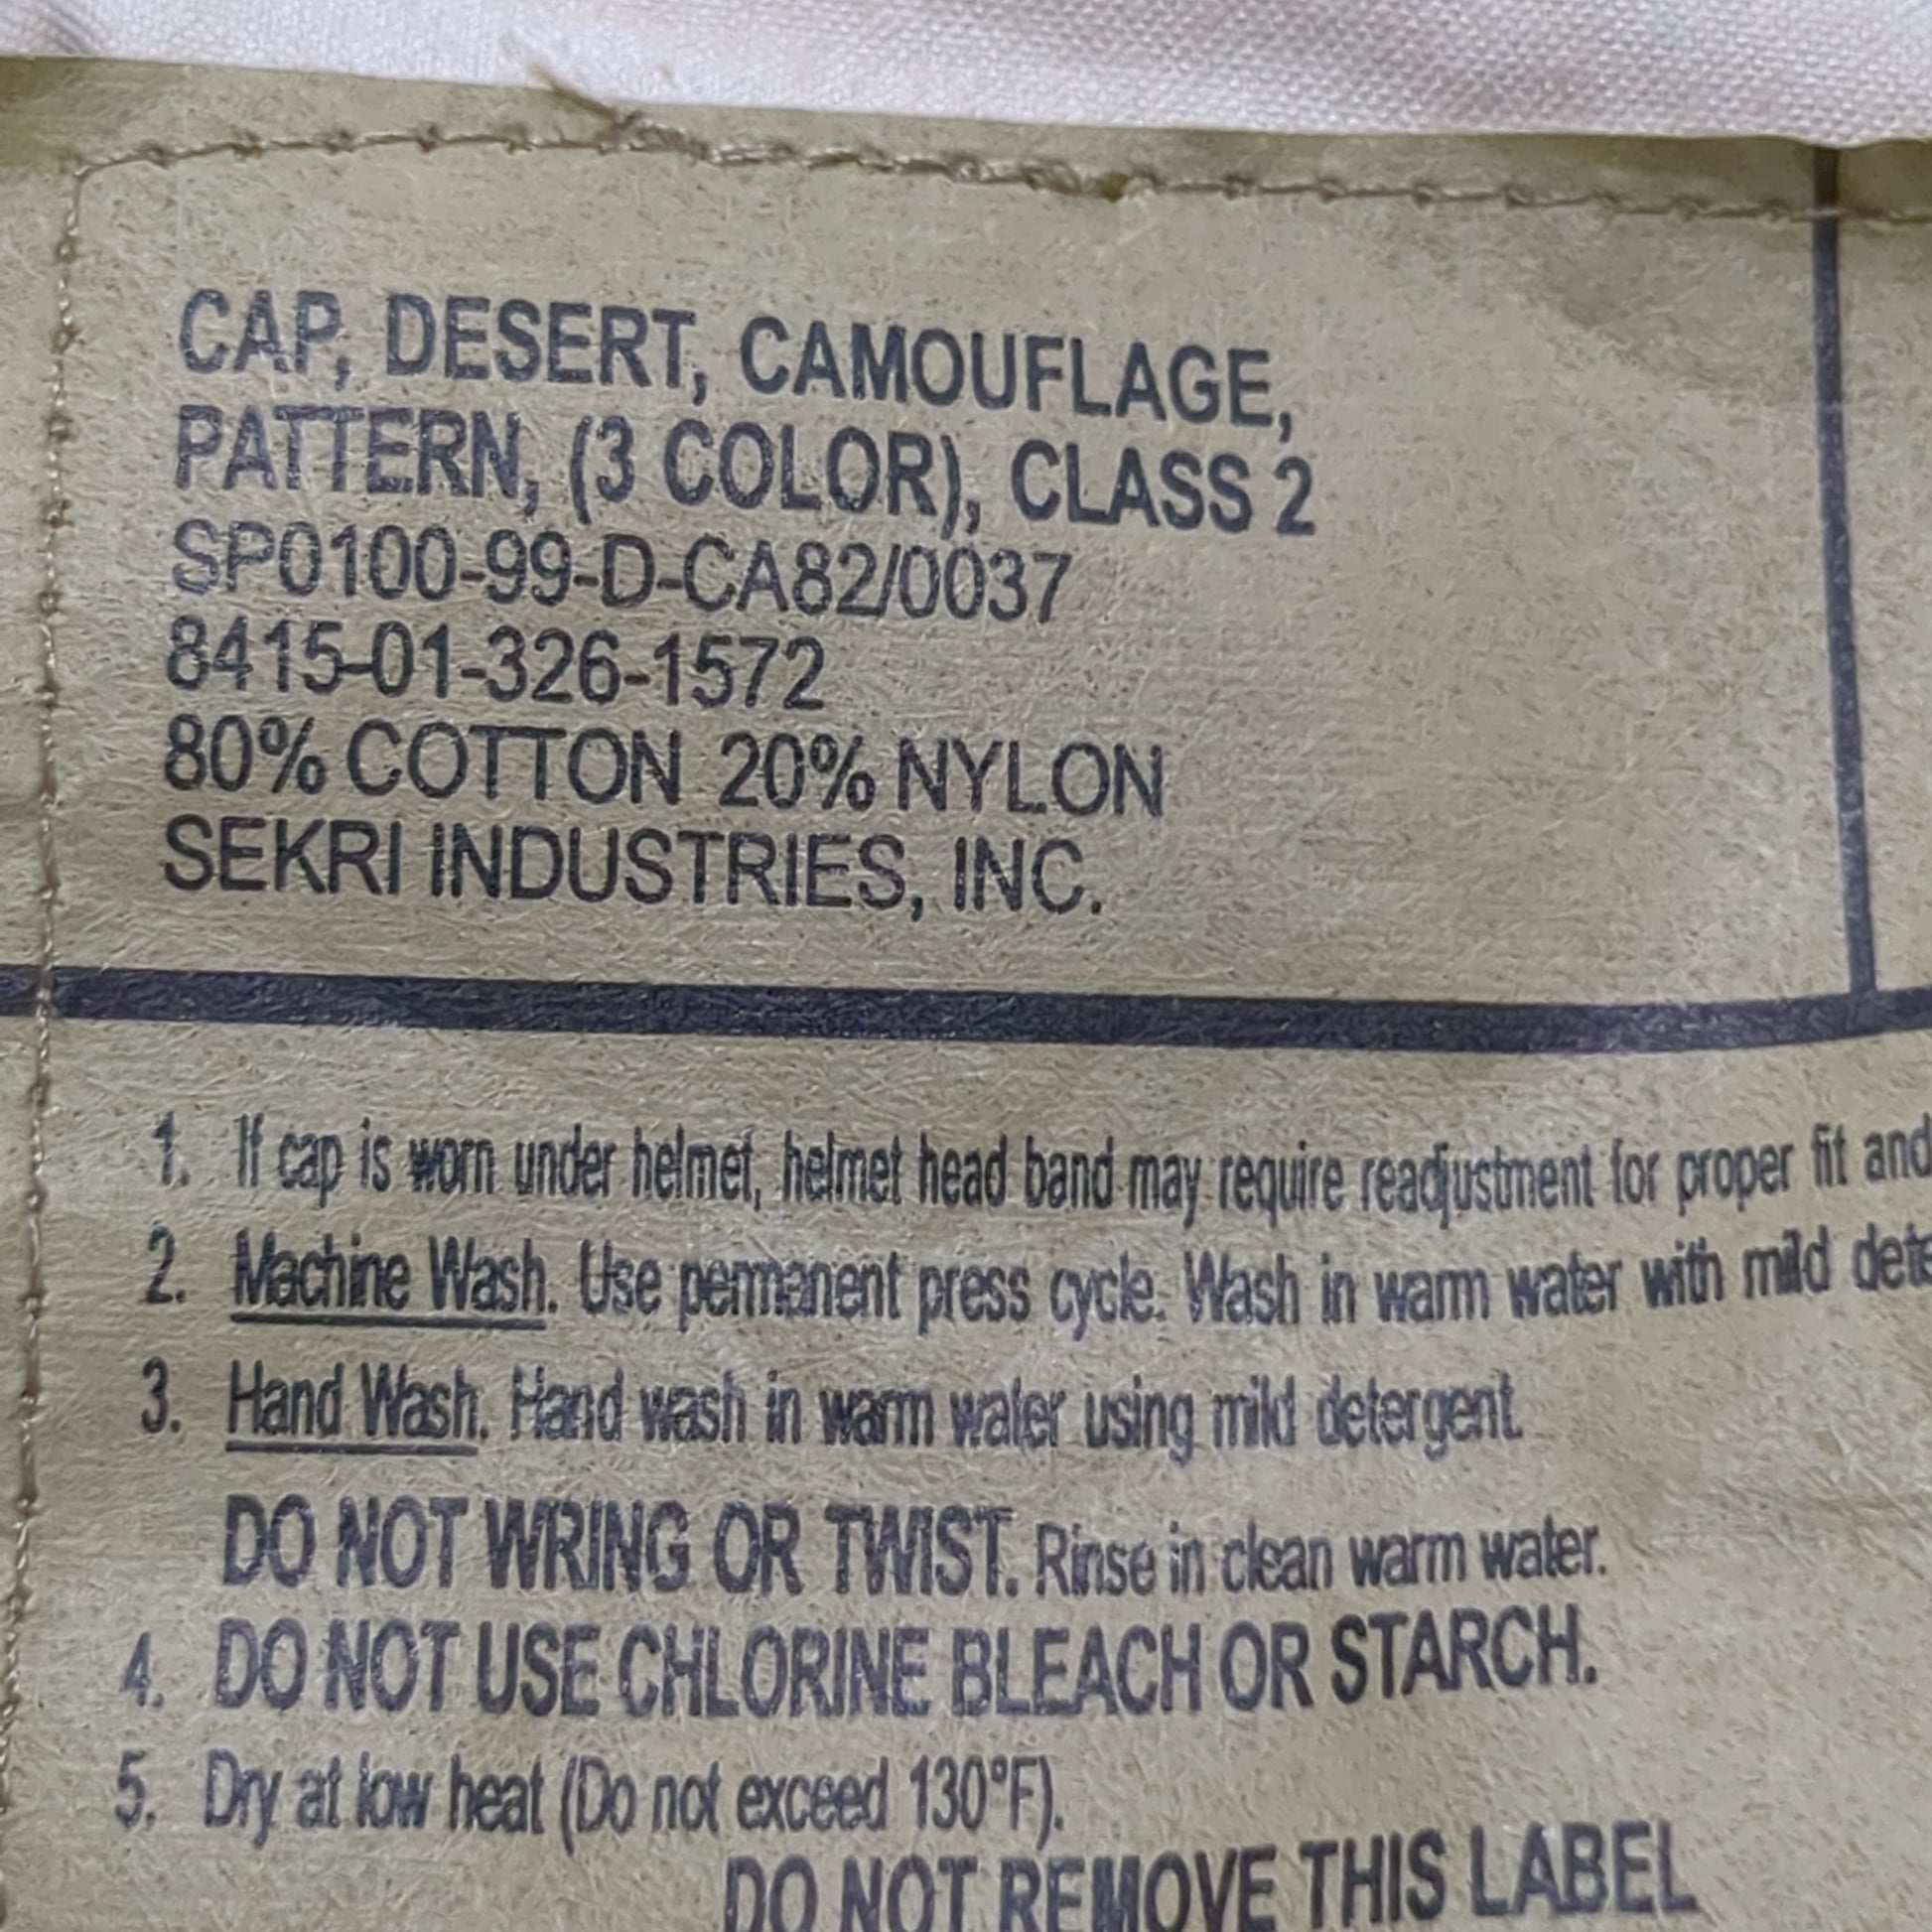 CAP, DESERT, CAMOUFLAGE,
PATTERN, (3 COLOR), CLASS 2
SP0100-99-D-CA82/0037
8415-01-326-1572
80% COTTON 20% NYLON
SEKRI INDUSTRIES, INC.
1. If cap is worn under helmet, helmet head band may require readjustment for proper fit and
2. Machine Wash. Use permanent press cycle. Wash in warm water with mild dete
3. Hand Wash. Hand wash in warm water using mild detergent.
DO NOT WRING OR TWIST. Rinse in clean warm water.
4. DO NOT USE CHLORINE BLEACH OR STARCH.
5. Dry at low heat (Do not exceed 130°F).
DO NOT REMOVE THIS LABEL